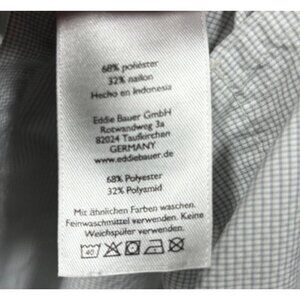 68% poliéster
32% nailon
Hecho en Indonesia
Eddie Bauer GmbH
Rotwandweg 3a
82024 Taufkirchen
GERMANY
www.eddiebauer.de
68% Polyester
32% Polyamid
Mit ähnlichen Farben waschen.
Feinwaschmittel verwenden. Keine
Weichspüler verwenden.
40